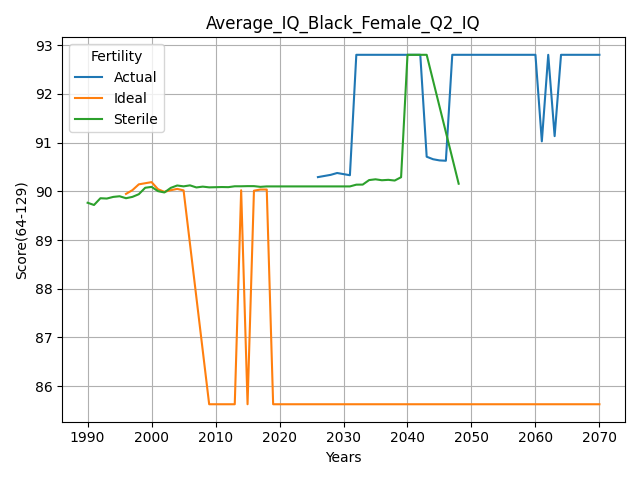 Average_IQ_Black_Female_Q2_IQ
Fertility
Actual
Ideal
Sterile
Score(64-129)
93
92
91
90
89
88
87
86
1990 2000 2010 2020 2030 2040 2050 2060 2070
Years